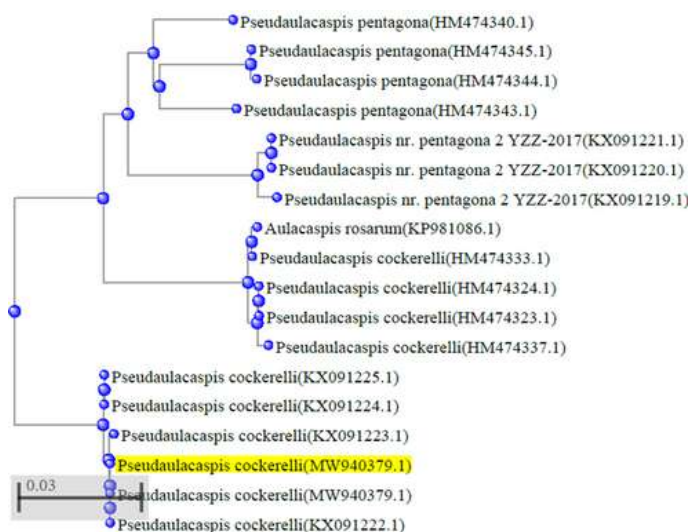 Pseudaulacaspis pentagona(HM474340.1)
Pseudaulacaspis pentagona(HM474345.1)
Pseudaulacaspis pentagona(HM474344.1)
Pseudaulacaspis pentagona(HM474343.1)
Pseudaulacaspis nr. pentagona 2 YZZ-2017(KX091221.1)
Pseudaulacaspis nr. pentagona 2 YZZ-2017(KX091220.1)
Pseudaulacaspis nr. pentagona 2 YZZ-2017(KX091219.1)
Aulacaspis rosarum(KP981086.1)
Pseudaulacaspis cockerelli(HM474333.1)
Pseudaulacaspis cockerelli(HM474324.1)
Pseudaulacaspis cockerelli(HM474323.1)
Pseudaulacaspis cockerelli(HM474337.1)
Pseudaulacaspis cockerelli(KX091225.1)
Pseudaulacaspis cockerelli(KX091224.1)
Pseudaulacaspis cockerelli(KX091223.1)
Pseudaulacaspis cockerelli(MW940379.1)
0.03
Pseudaulacaspis cockerelli(MW940379.1)
Pseudaulacaspis cockerelli(KX091222.1)